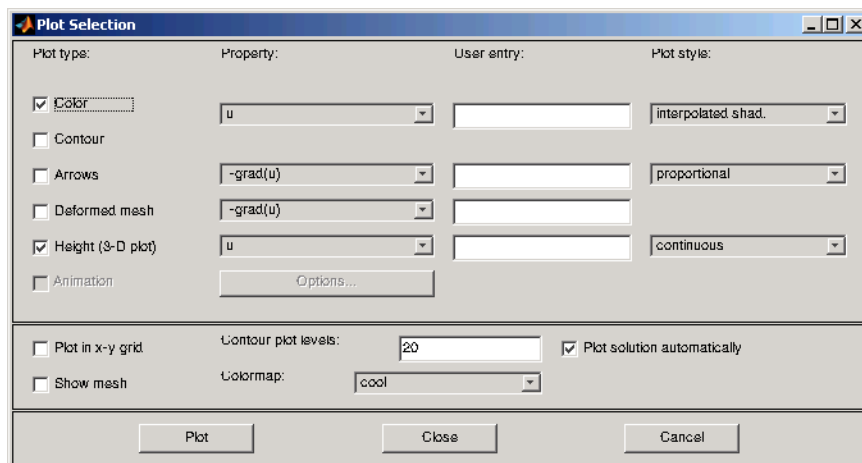 Plot Selection
Plot type: Property: User entry: Plot style:
Color u interpolated shad.
Contour
Arrows -grad(u) proportional
Deformed mesh -grad(u)
Height (3-D plot) u continuous
Animation Options...
Plot in x-y grid Contour plot levels: 20 Plot solution automatically
Show mesh Colormap: cool
Plot Close Cancel